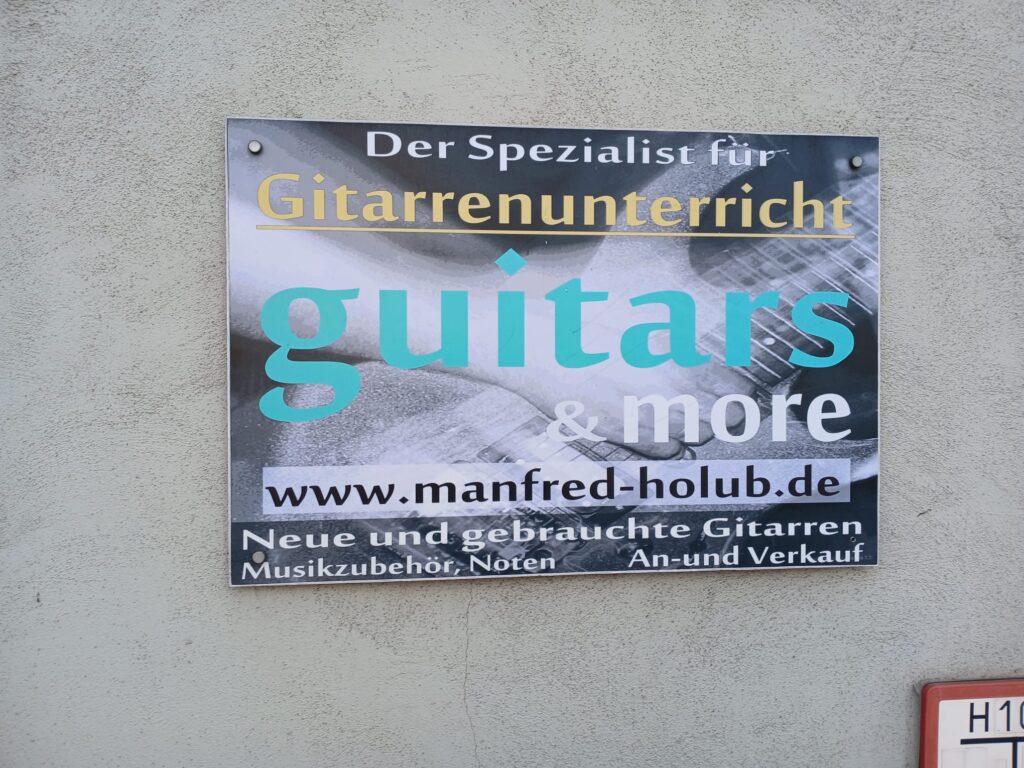 Der Spezialist für
Gitarrenunterricht
guitars
& more
www.manfred-holub.de
Neue und gebrauchte Gitarren
Musikzubehör, Noten An-und Verkauf
H 10